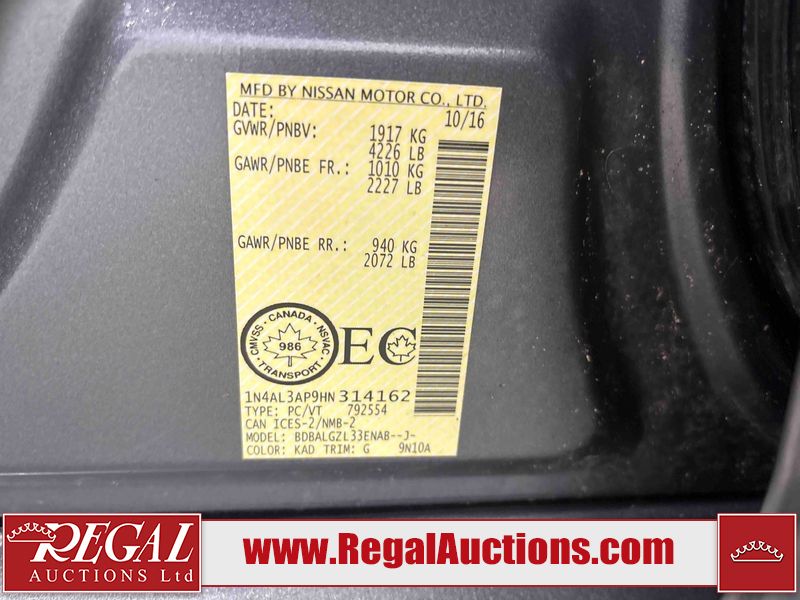 MFD BY NISSAN MOTOR CO., LTD.
DATE: 10/16
GVWR/PNBV: 1917 KG
4226 LB
GAWR/PNBE FR.: 1010 KG
2227 LB
GAWR/PNBE RR.: 940 KG
2072 LB
CMVSS · CANADA · NSVAC · TRANSPORT ·
986
EC
1N4AL3AP9HN314162
TYPE: PC/VT 792554
CAN ICES-2/NMB-2
MODEL: BDBALGZL33ENAB--J-
COLOR: KAD TRIM: G 9N10A
REGAL
AUCTIONS Ltd
www.RegalAuctions.com